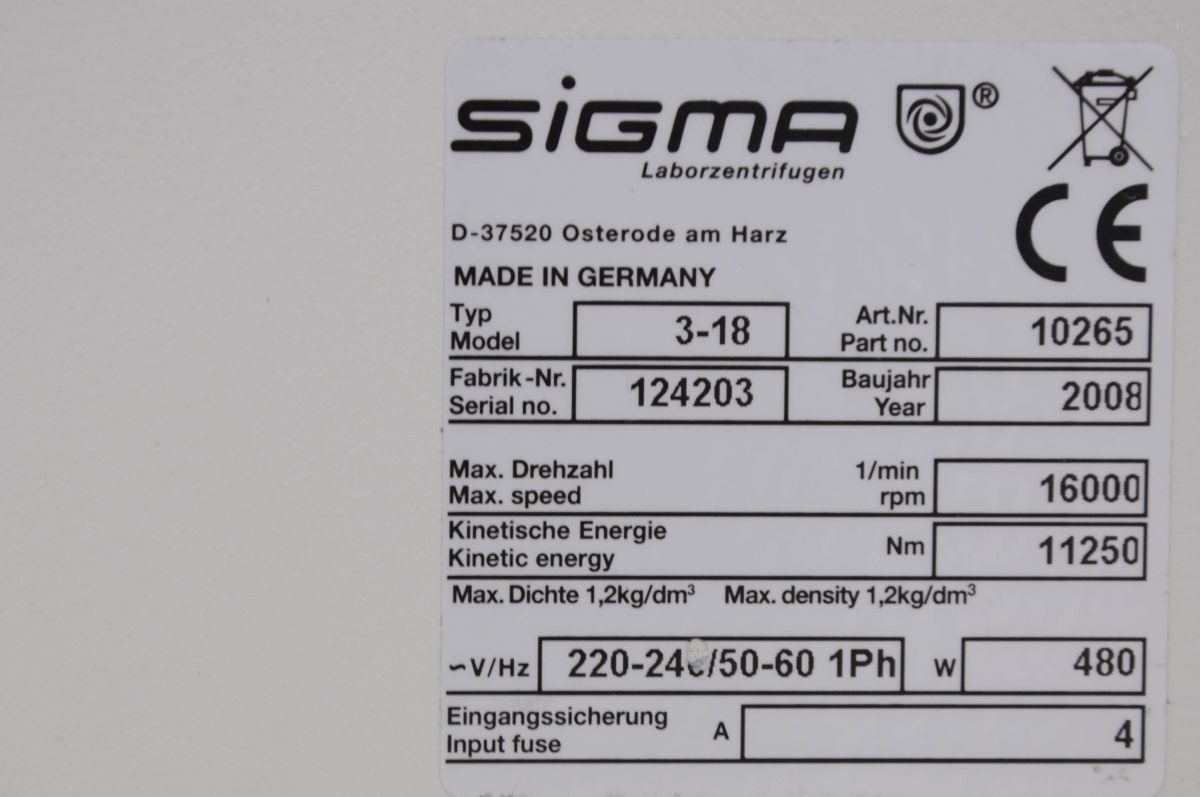 SIGMA ®
Laborzentrifugen
D-37520 Osterode am Harz
CE
MADE IN GERMANY
Typ Model 3-18 Art.Nr. Part no. 10265
Fabrik-Nr. Serial no. 124203 Baujahr Year 2008
Max. Drehzahl 1/min
Max. speed rpm 16000
Kinetische Energie
Kinetic energy Nm 11250
Max. Dichte 1,2kg/dm³ Max. density 1,2kg/dm³
~V/Hz /50-60 1Ph W 480
Eingangssicherung
Input fuse A 4